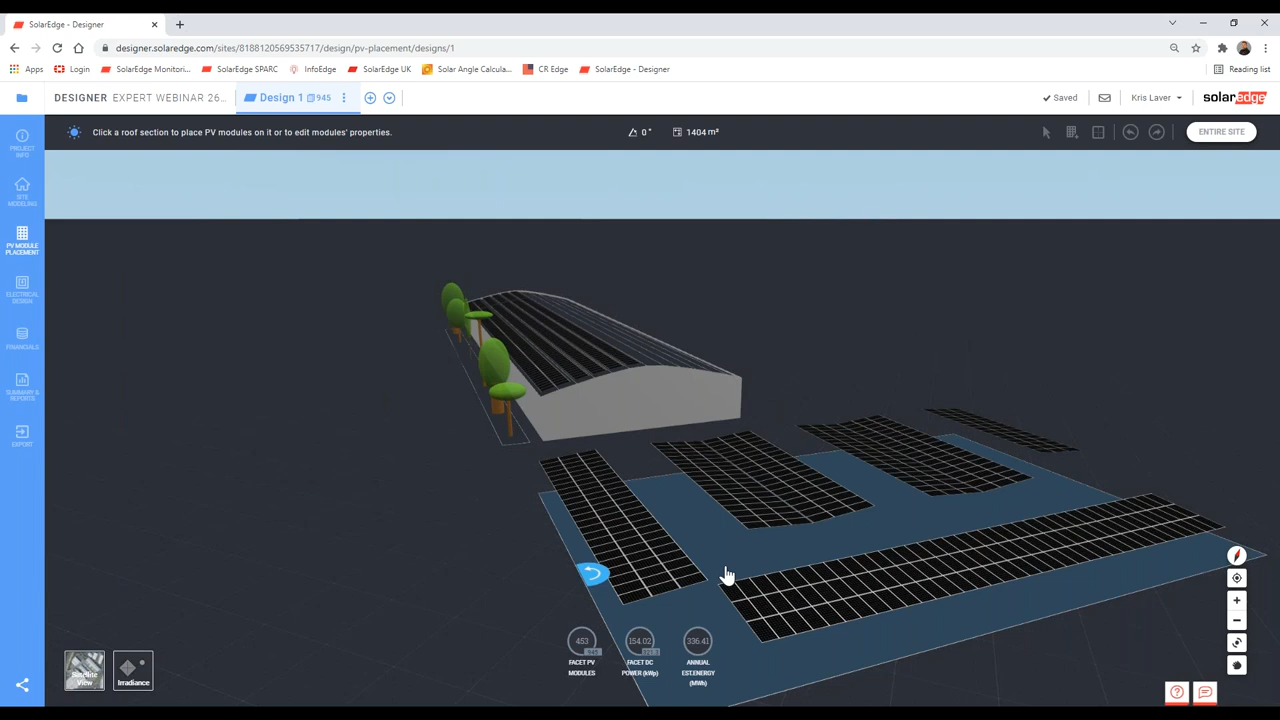 SolarEdge - Designer
designer.solaredge.com/sites/8188120569535717/design/pv-placement/designs/1
Apps Login SolarEdge Monitori... SolarEdge SPARC InfoEdge SolarEdge UK Solar Angle Calcula... CR Edge SolarEdge - Designer Reading list
DESIGNER EXPERT WEBINAR 26... Design 1 945 Saved Kris Laver solaredge
Click a roof section to place PV modules on it or to edit modules' properties. 0° 1404 m² ENTIRE SITE
PROJECT
INFO
SITE
MODELING
PV MODULE
PLACEMENT
ELECTRICAL
DESIGN
FINANCIALS
SUMMARY &
REPORTS
EXPORT
Satellite
View
Irradiance
453 154.02 336.41
945
FACET PV
MODULES
FACET DC
POWER (kWp)
ANNUAL
EST.ENERGY
(MWh)